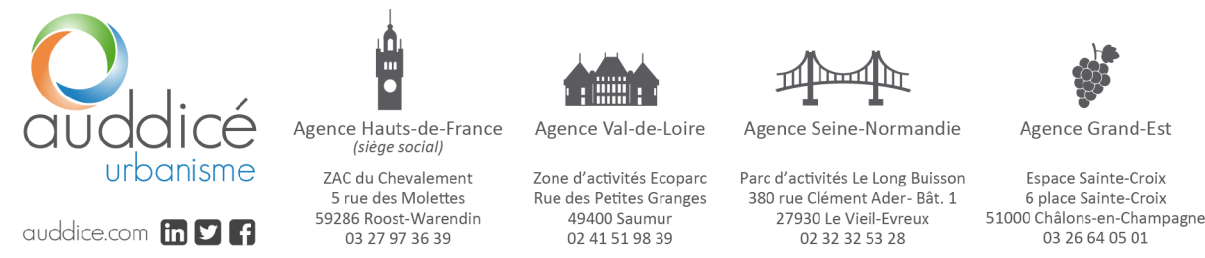 auddicé
urbanisme
auddice.com
Agence Hauts-de-France
(siège social)
ZAC du Chevalement
5 rue des Molettes
59286 Roost-Warendin
03 27 97 36 39
Agence Val-de-Loire
Zone d'activités Ecoparc
Rue des Petites Granges
49400 Saumur
02 41 51 98 39
Agence Seine-Normandie
Parc d'activités Le Long Buisson
380 rue Clément Ader- Bât. 1
27930 Le Vieil-Evreux
02 32 32 53 28
Agence Grand-Est
Espace Sainte-Croix
6 place Sainte-Croix
51000 Châlons-en-Champagne
03 26 64 05 01